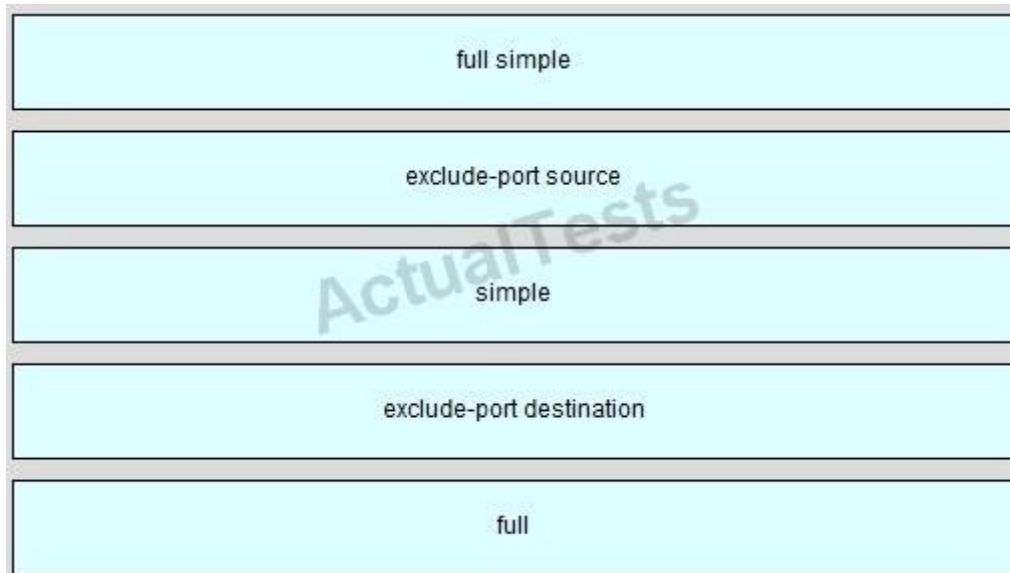 full simple
exclude-port source
ActualTests
simple
exclude-port destination
full